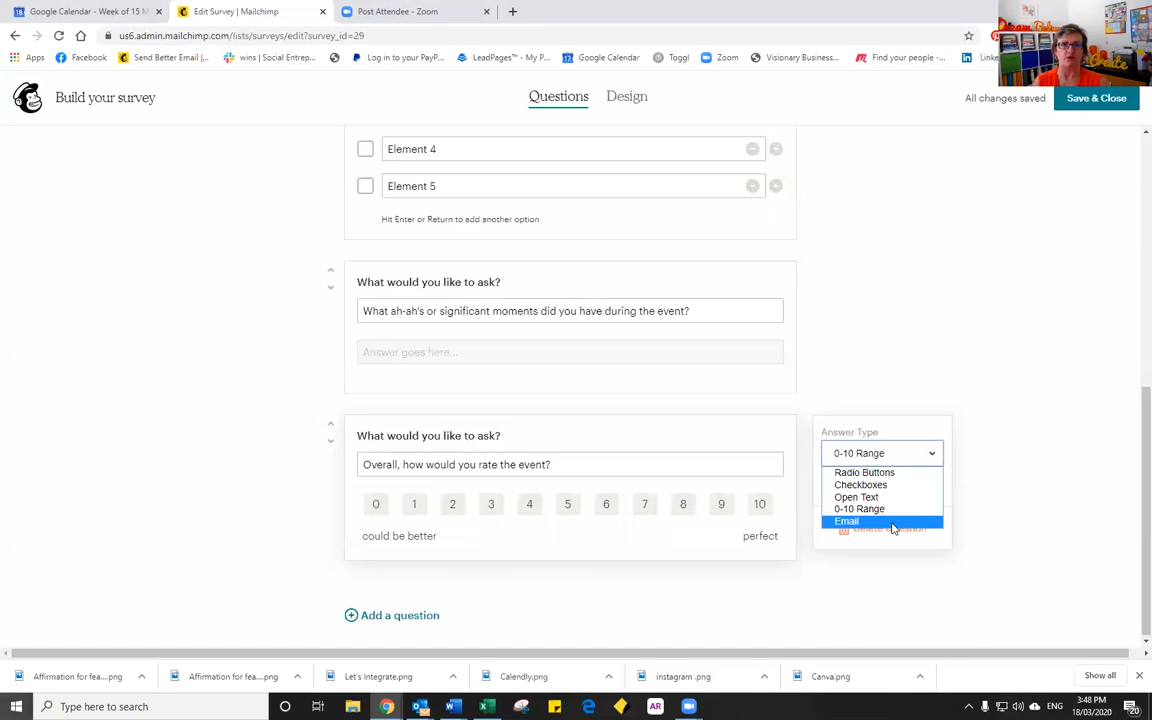 Google Calendar - Week of 15 M
Edit Survey | Mailchimp
Post Attendee - Zoom
us6.admin.mailchimp.com/lists/surveys/edit?survey_id=29
Apps
Facebook
Send Better Email |...
wins | Social Entrep...
Log in to your PayP...
LeadPages™ - My P...
Google Calendar
Toggl
Zoom
Visionary Business...
Find your people -...
Linke
Build your survey
Questions
Design
All changes saved
Save & Close
Element 4
Element 5
Hit Enter or Return to add another option
What would you like to ask?
What ah-ah's or significant moments did you have during the event?
Answer goes here...
What would you like to ask?
Overall, how would you rate the event?
0 1 2 3 4 5 6 7 8 9 10
could be better
perfect
Answer Type
0-10 Range
Radio Buttons
Checkboxes
Open Text
0-10 Range
Email
Delete question
Add a question
Affirmation for fea....png
Affirmation for fea....png
Let's Integrate.png
Calendly.png
instagram .png
Canva.png
Show all
Type here to search
AR
ENG
3:48 PM
18/03/2020
20